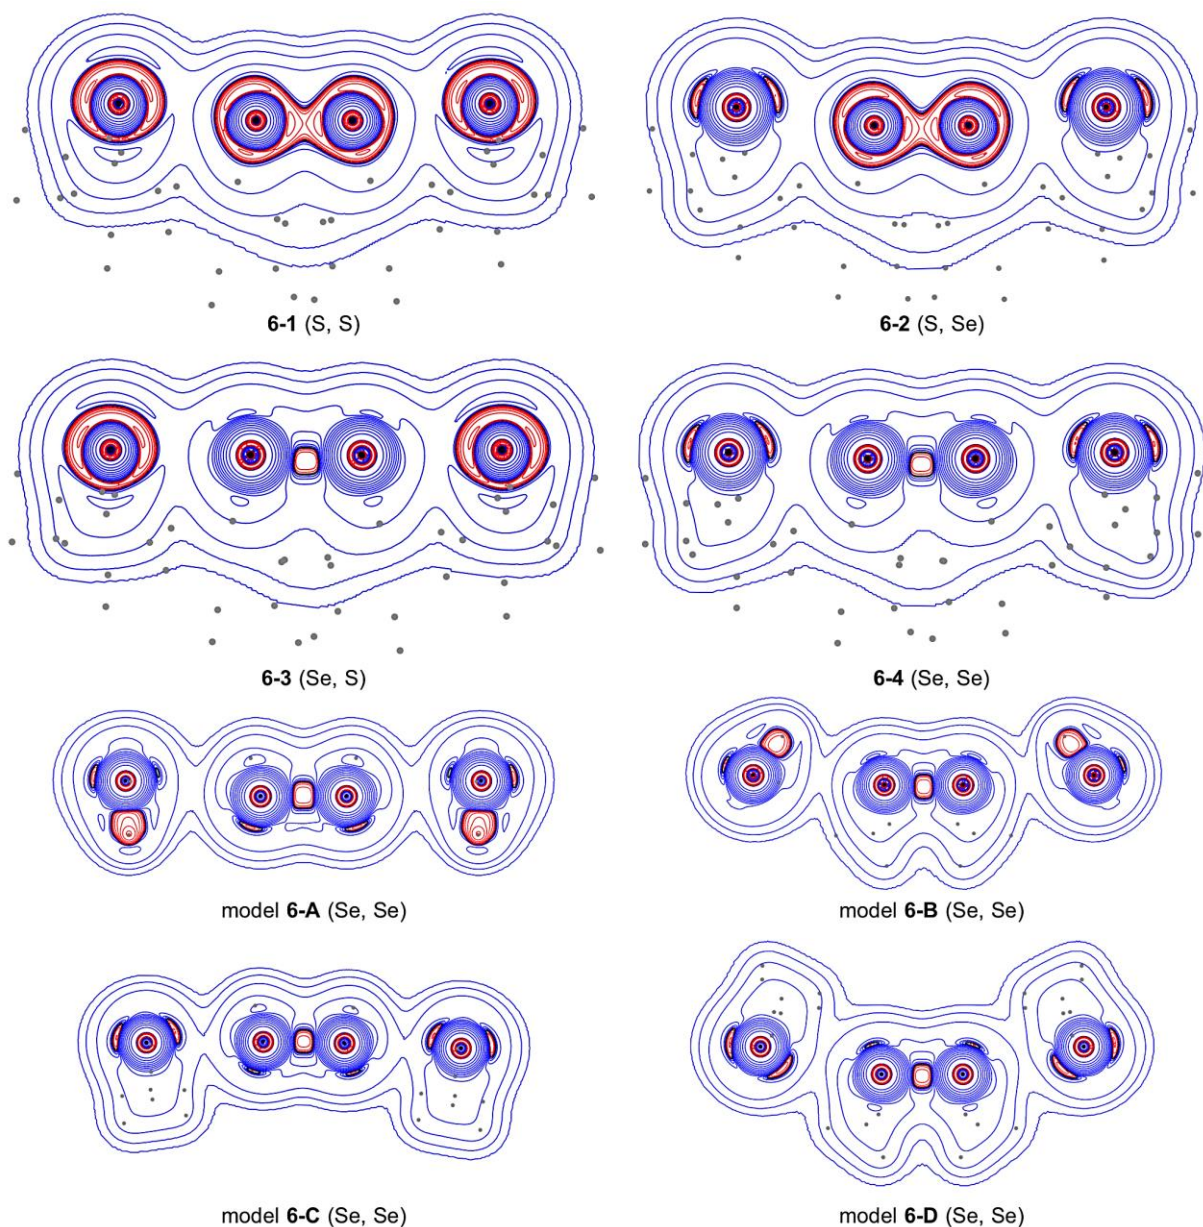 6-1 (S, S)
6-2 (S, Se)
6-3 (Se, S)
6-4 (Se, Se)
model 6-A (Se, Se)
model 6-B (Se, Se)
model 6-C (Se, Se)
model 6-D (Se, Se)